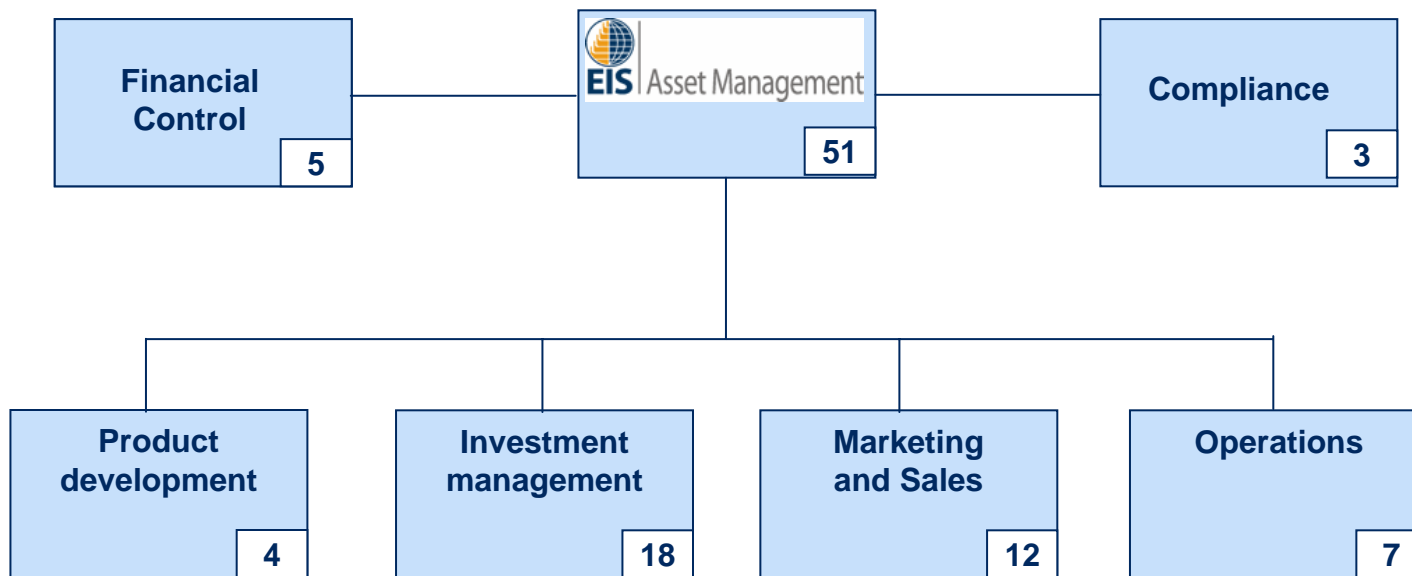 Financial
Control
5
EIS Asset Management
51
Compliance
3
Product
development
4
Investment
management
18
Marketing
and Sales
12
Operations
7